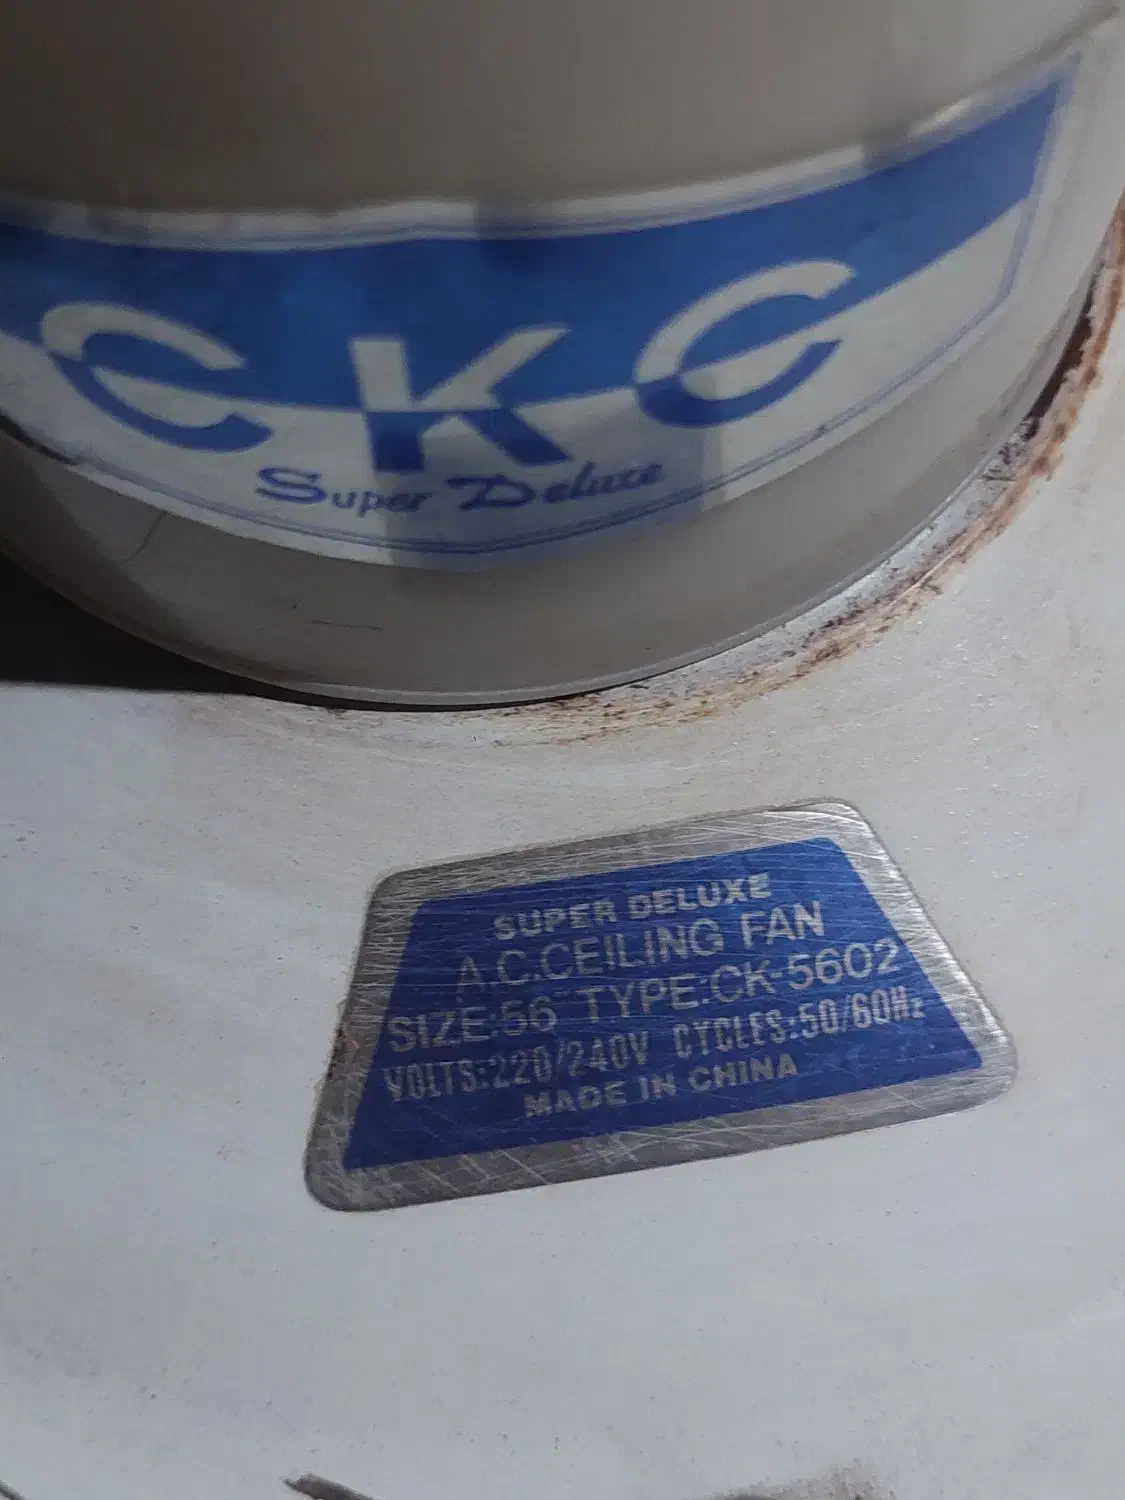 CKC
Super Deluxe
SUPER DELUXE
A.C.CEILING FAN
SIZE:56" TYPE:CK-5602
VOLTS:220/240V CYCLES:50/60Hz
MADE IN CHINA